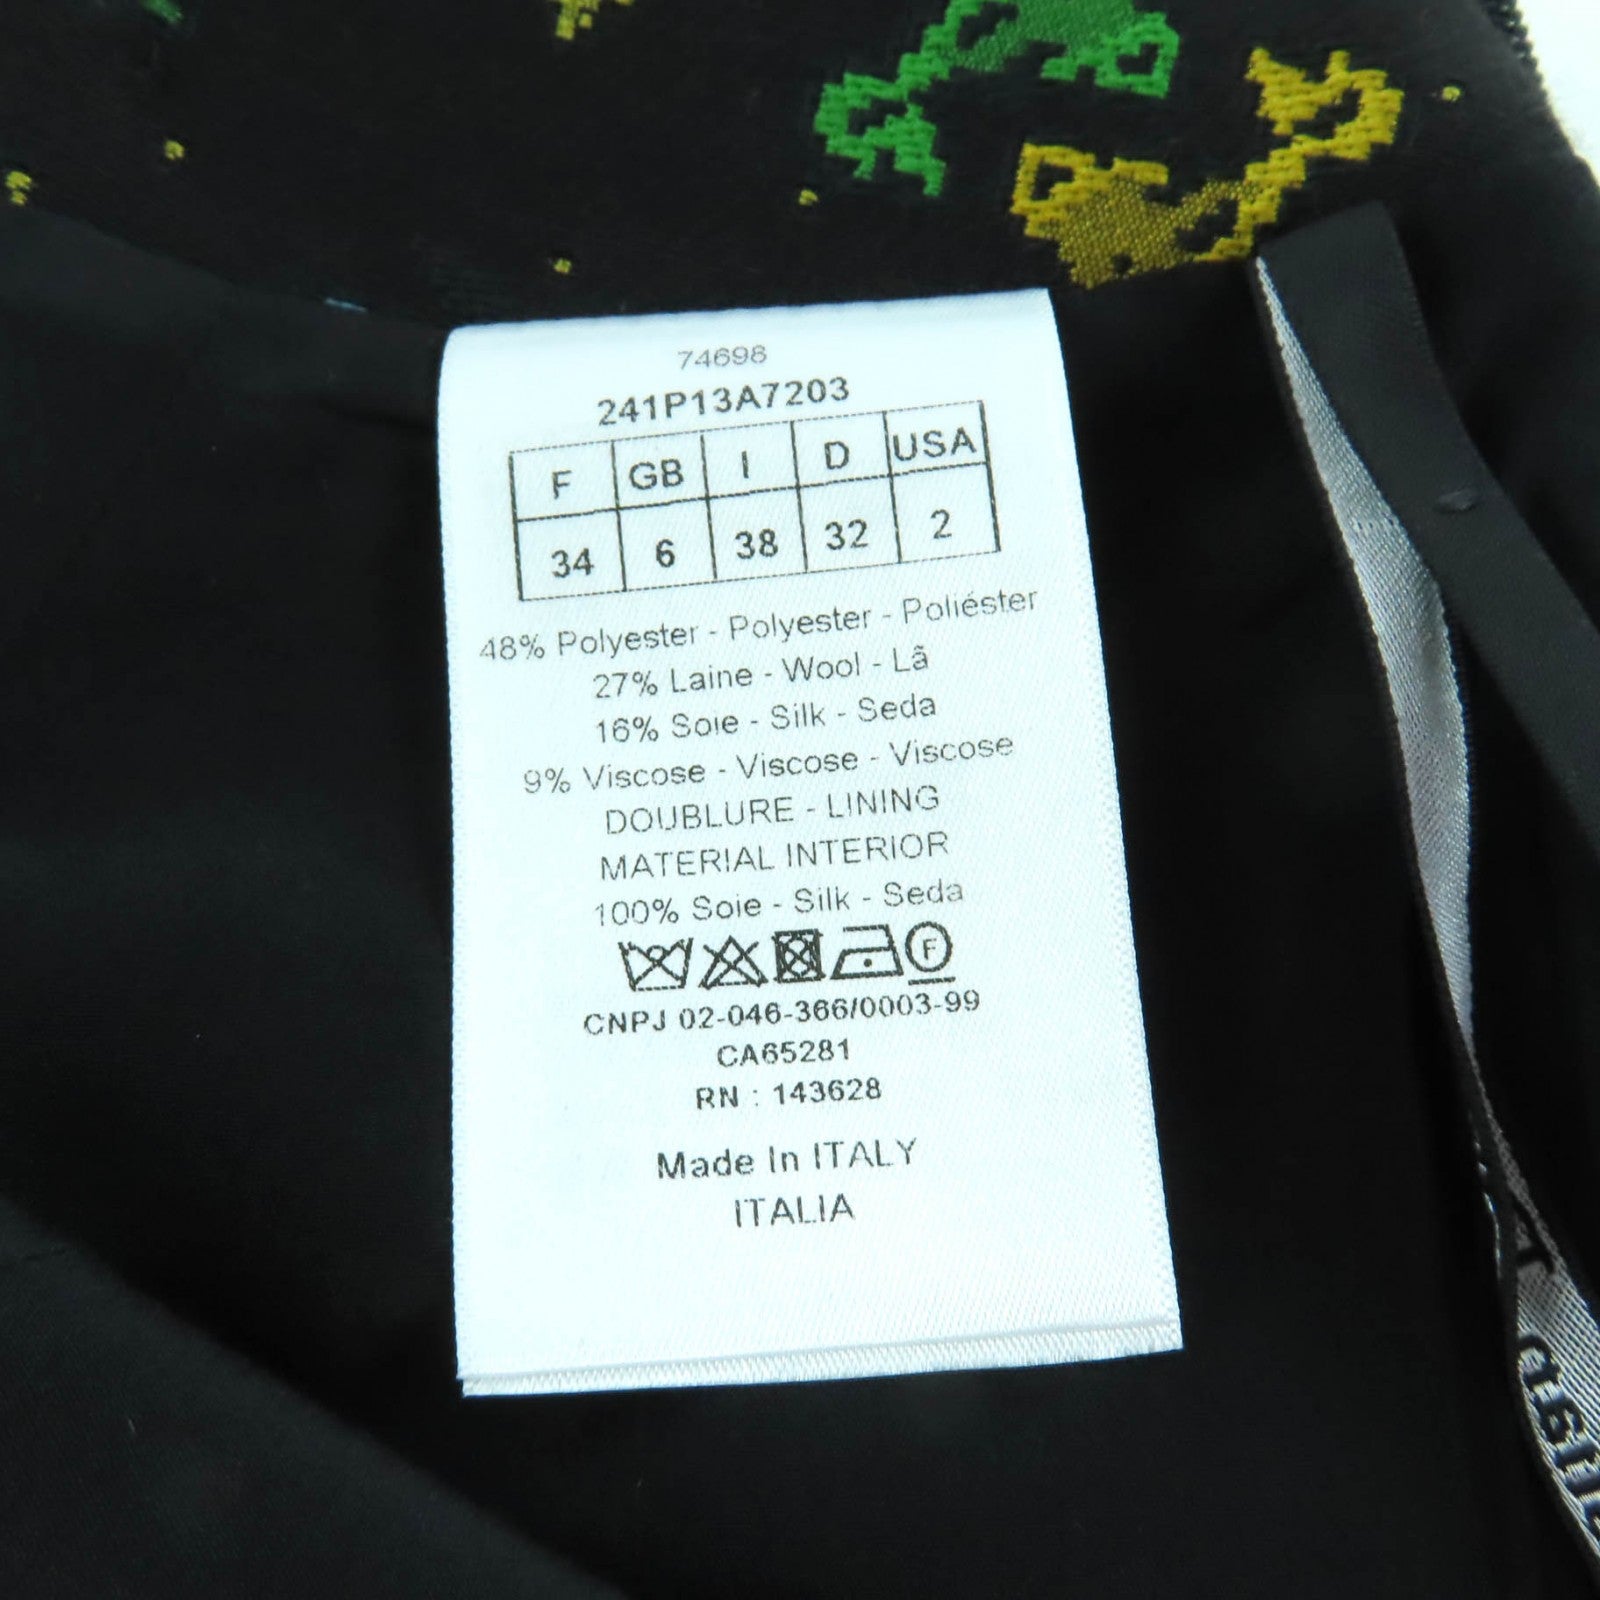 74698
241P13A7203
F GB I D USA
34 6 38 32 2
48% Polyester - Polyester - Poliéster
27% Laine - Wool - Lã
16% Soie - Silk - Seda
9% Viscose - Viscose - Viscose
DOUBLURE - LINING
MATERIAL INTERIOR
100% Soie - Silk - Seda
F
CNPJ 02-046-366/0003-99
CA65281
RN : 143628
Made In ITALY
ITALIA